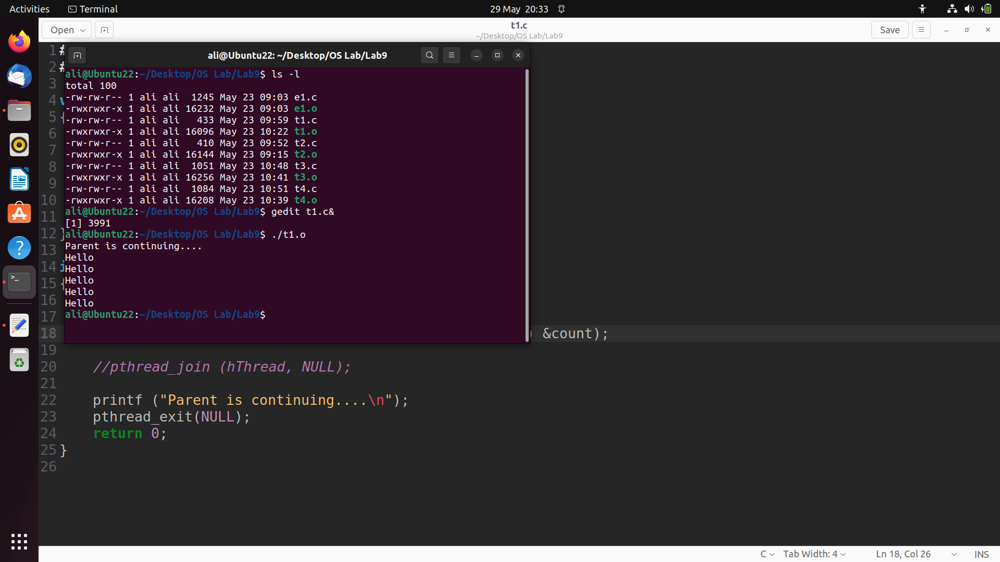 Activities Terminal 29 May 20:33
Open t1.c Save
~/Desktop/OS Lab/Lab9
ali@Ubuntu22: ~/Desktop/OS Lab/Lab9
ali@Ubuntu22:~/Desktop/OS Lab/Lab9$ ls -l
total 100
-rw-rw-r-- 1 ali ali  1245 May 23 09:03 e1.c
-rwxrwxr-x 1 ali ali 16232 May 23 09:03 e1.o
-rw-rw-r-- 1 ali ali   433 May 23 09:59 t1.c
-rwxrwxr-x 1 ali ali 16096 May 23 10:22 t1.o
-rw-rw-r-- 1 ali ali   410 May 23 09:52 t2.c
-rwxrwxr-x 1 ali ali 16144 May 23 09:15 t2.o
-rw-rw-r-- 1 ali ali  1051 May 23 10:48 t3.c
-rwxrwxr-x 1 ali ali 16256 May 23 10:41 t3.o
-rw-rw-r-- 1 ali ali  1084 May 23 10:51 t4.c
-rwxrwxr-x 1 ali ali 16208 May 23 10:39 t4.o
ali@Ubuntu22:~/Desktop/OS Lab/Lab9$ gedit t1.c&
[1] 3991
ali@Ubuntu22:~/Desktop/OS Lab/Lab9$ ./t1.o
Parent is continuing....
Hello
Hello
Hello
Hello
Hello
ali@Ubuntu22:~/Desktop/OS Lab/Lab9$
1 #
2 #
3
4
5 {
6
7
8
9
10
11
12 }
13
14 i
15 {
16
17
18 ) &count);
19
20 //pthread_join (hThread, NULL);
21
22 printf ("Parent is continuing....\n");
23 pthread_exit(NULL);
24 return 0;
25 }
26
C Tab Width: 4 Ln 18, Col 26 INS